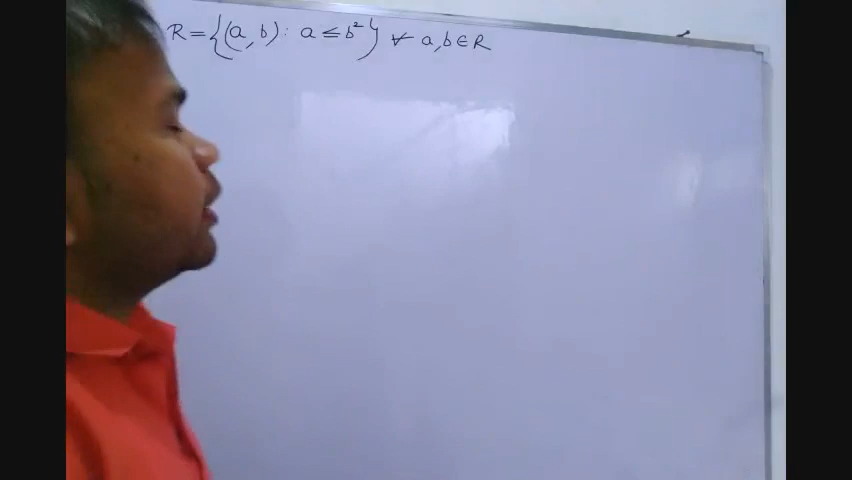 R = {(a, b) : a ≤ b²} ∀ a, b ∈ R